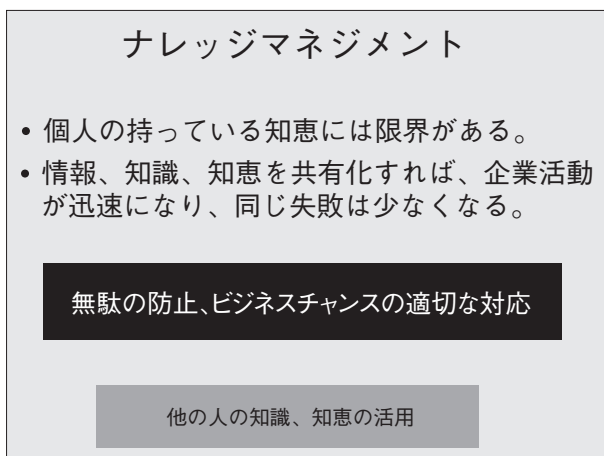 ナレッジマネジメント
• 個人の持っている知恵には限界がある。
• 情報、知識、知恵を共有化すれば、企業活動
が迅速になり、同じ失敗は少なくなる。
無駄の防止、ビジネスチャンスの適切な対応
他の人の知識、知恵の活用